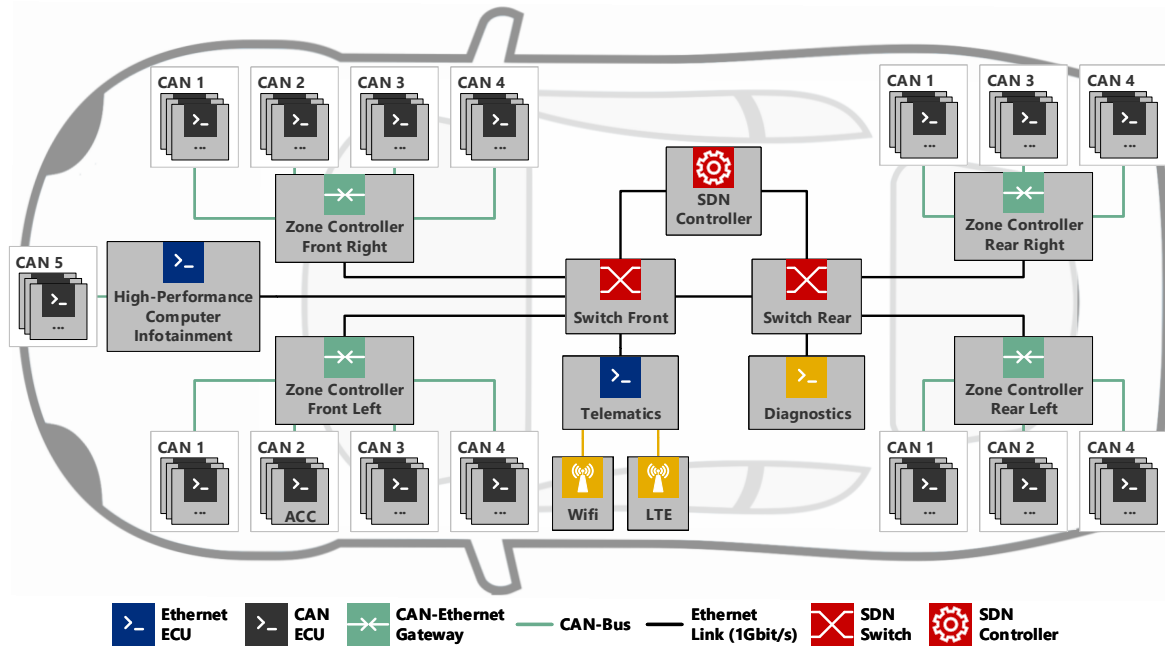 CAN 1
CAN 2
CAN 3
CAN 4
CAN 1
CAN 3
CAN 4
...
...
...
...
...
...
...
SDN
Controller
Zone Controller
Front Right
Zone Controller
Rear Right
CAN 5
...
High-Performance
Computer
Infotainment
Switch Front
Switch Rear
Zone Controller
Front Left
Telematics
Diagnostics
Zone Controller
Rear Left
CAN 1
CAN 2
CAN 3
CAN 4
CAN 1
CAN 2
CAN 4
...
...
...
...
...
...
...
ACC
Wifi
LTE
Ethernet
ECU
CAN
ECU
CAN-Ethernet
Gateway
CAN-Bus
Ethernet
Link (1Gbit/s)
SDN
Switch
SDN
Controller